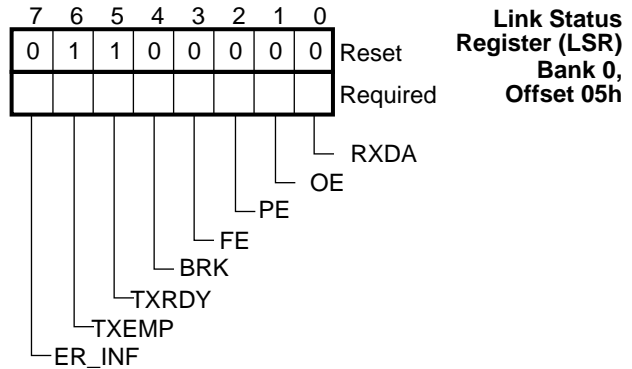 7 6 5 4 3 2 1 0
Link Status
Register (LSR)
Bank 0,
Offset 05h
0 1 1 0 0 0 0 0 Reset
Required
RXDA
OE
PE
FE
BRK
TXRDY
TXEMP
ER_INF